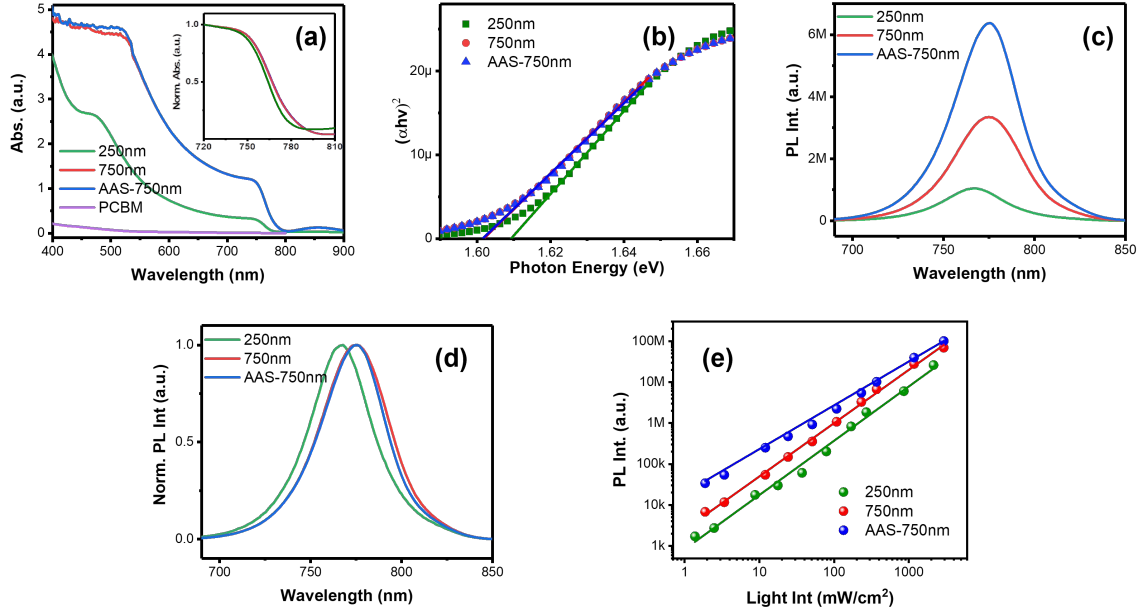 (a)
Abs. (a.u.)
5
4
3
2
1
0
400 500 600 700 800 900
Wavelength (nm)
250nm
750nm
AAS-750nm
PCBM
Norm. Abs. (a.u.)
1.0
0.5
720 750 780 810
(b)
(αhν)²
20μ
10μ
0
1.60 1.62 1.64 1.66
Photon Energy (eV)
250nm
750nm
AAS-750nm
(c)
PL Int. (a.u.)
6M
4M
2M
0
700 750 800 850
Wavelength (nm)
250nm
750nm
AAS-750nm
(d)
Norm. PL Int (a.u.)
1.0
0.5
0.0
700 750 800 850
Wavelength (nm)
250nm
750nm
AAS-750nm
(e)
PL Int. (a.u.)
100M
10M
1M
100k
10k
1k
1 10 100 1000
Light Int (mW/cm²)
250nm
750nm
AAS-750nm